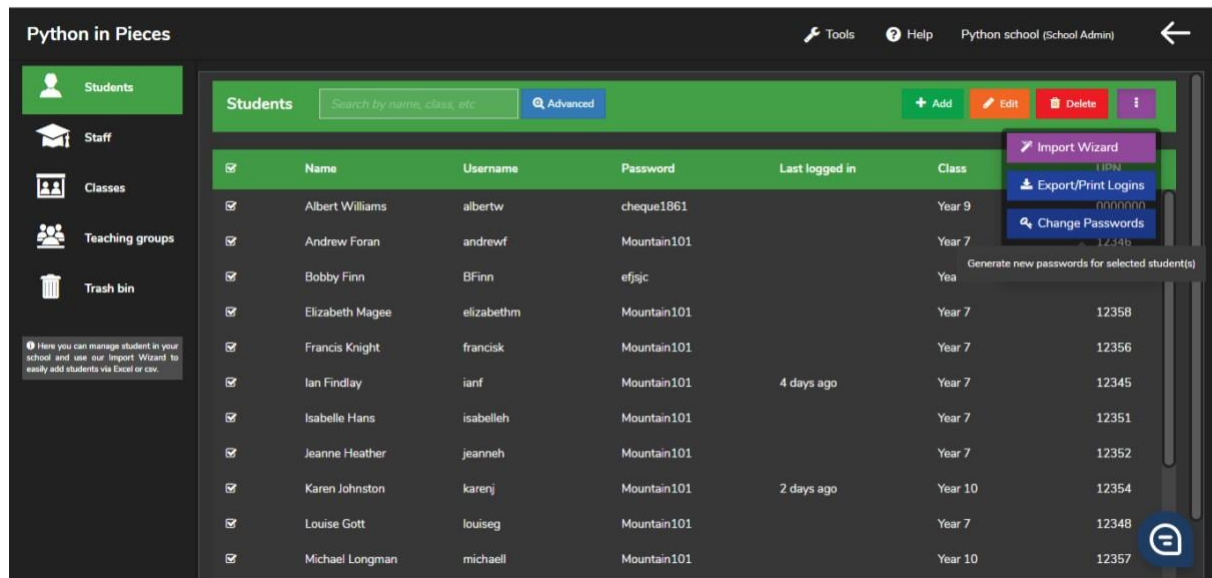 Python in Pieces
Tools
Help
Python school (School Admin)
Students
Staff
Classes
Teaching groups
Trash bin
Here you can manage student in your
school and use our Import Wizard to
easily add students via Excel or csv.
Students Search by name, class, etc Advanced Add Edit Delete
Import Wizard
Export/Print Logins
Change Passwords
Generate new passwords for selected student(s)
Name Username Password Last logged in Class UPN
Albert Williams albertw cheque1861 Year 9 0000000
Andrew Foran andrewf Mountain101 Year 7 12346
Bobby Finn BFinn efjsjc Yea
Elizabeth Magee elizabethm Mountain101 Year 7 12358
Francis Knight francisk Mountain101 Year 7 12356
Ian Findlay ianf Mountain101 4 days ago Year 7 12345
Isabelle Hans isabelleh Mountain101 Year 7 12351
Jeanne Heather jeanneh Mountain101 Year 7 12352
Karen Johnston karenj Mountain101 2 days ago Year 10 12354
Louise Gott louiseg Mountain101 Year 7 12348
Michael Longman michaell Mountain101 Year 10 12357